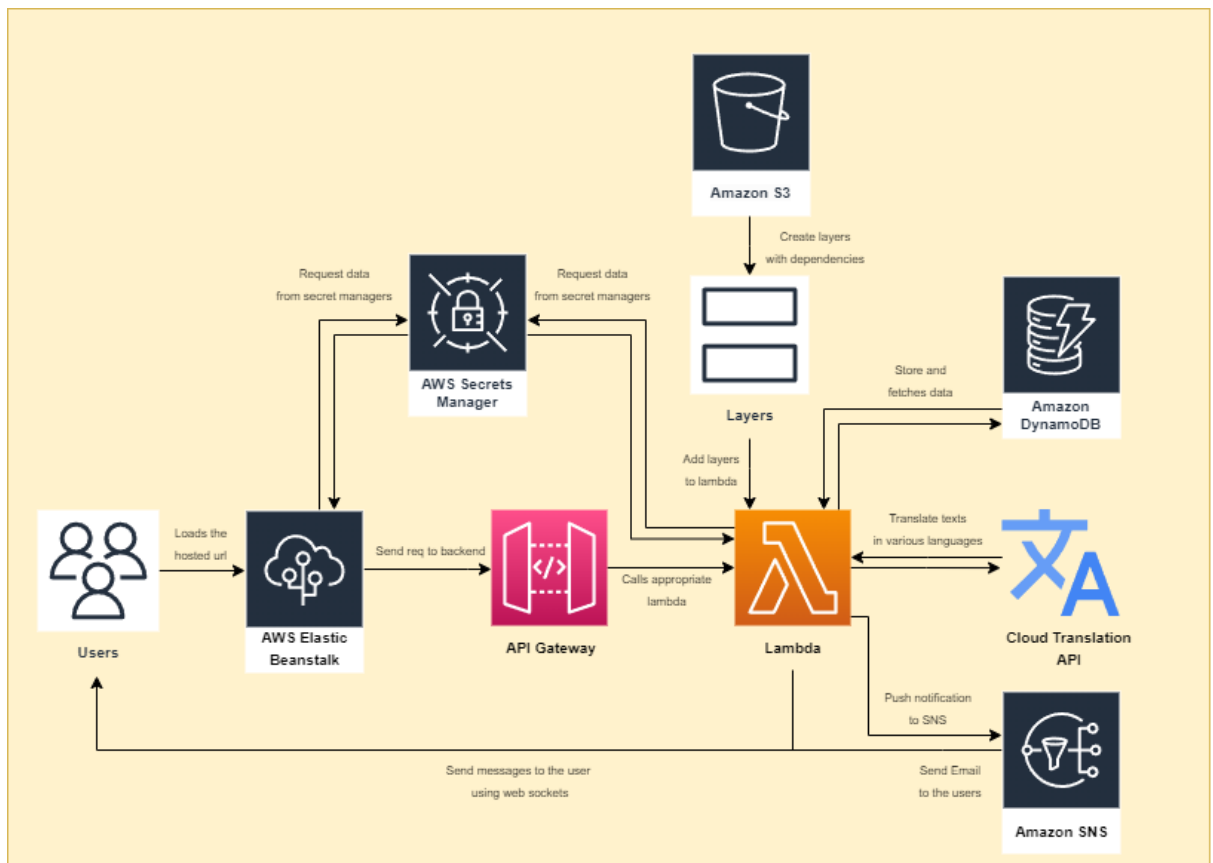 Amazon S3
Create layers
with dependencies
Request data
from secret managers
Request data
from secret managers
AWS Secrets
Manager
Layers
Store and
fetches data
Amazon
DynamoDB
Add layers
to lambda
Loads the
hosted url
Send req to backend
Calls appropriate
lambda
Translate texts
in various languages
Users
AWS Elastic
Beanstalk
API Gateway
Lambda
Cloud Translation
API
Push notification
to SNS
Send messages to the user
using web sockets
Send Email
to the users
Amazon SNS